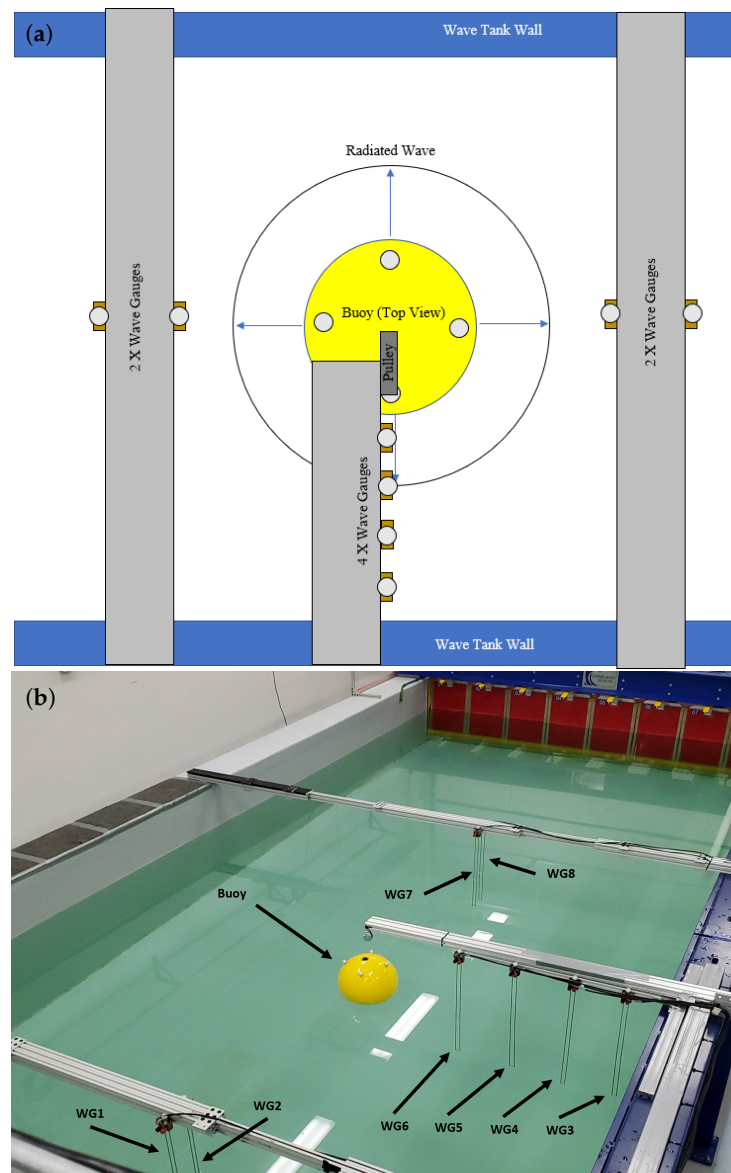 (a)
Wave Tank Wall
Radiated Wave
2 X Wave Gauges
Buoy (Top View)
2 X Wave Gauges
Pulley
4 X Wave Gauges
Wave Tank Wall
(b)
07
WG8
WG7
Buoy
WG1
WG2
WG6
WG5
WG4
WG3